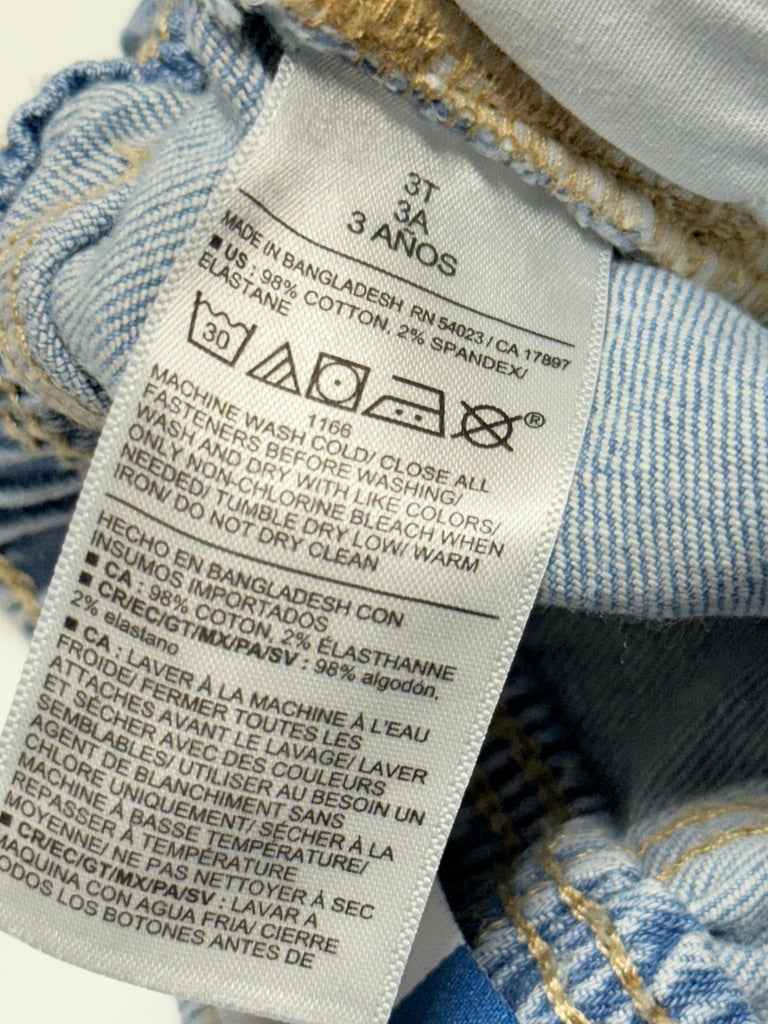 3T
3A
3 AÑOS
MADE IN BANGLADESH RN 54023 / CA 17897
■ US : 98% COTTON, 2% SPANDEX/
ELASTANE
30
®
1166
MACHINE WASH COLD/ CLOSE ALL
FASTENERS BEFORE WASHING/
WASH AND DRY WITH LIKE COLORS/
ONLY NON-CHLORINE BLEACH WHEN
NEEDED/ TUMBLE DRY LOW/ WARM
IRON/ DO NOT DRY CLEAN
HECHO EN BANGLADESH CON
INSUMOS IMPORTADOS
■ CA : 98% COTON, 2% ÉLASTHANNE
■ CR/EC/GT/MX/PA/SV : 98% algodón,
2% elastano
■ CA : LAVER À LA MACHINE À L'EAU
FROIDE/ FERMER TOUTES LES
ATTACHES AVANT LE LAVAGE/ LAVER
ET SÉCHER AVEC DES COULEURS
SEMBLABLES/ UTILISER AU BESOIN UN
AGENT DE BLANCHIMENT SANS
CHLORE UNIQUEMENT/ SÉCHER À LA
MACHINE À BASSE TEMPÉRATURE/
REPASSER À TEMPÉRATURE
MOYENNE/ NE PAS NETTOYER À SEC
■ CR/EC/GT/MX/PA/SV : LAVAR A
MAQUINA CON AGUA FRIA/ CIERRE
ODOS LOS BOTONES ANTES DE